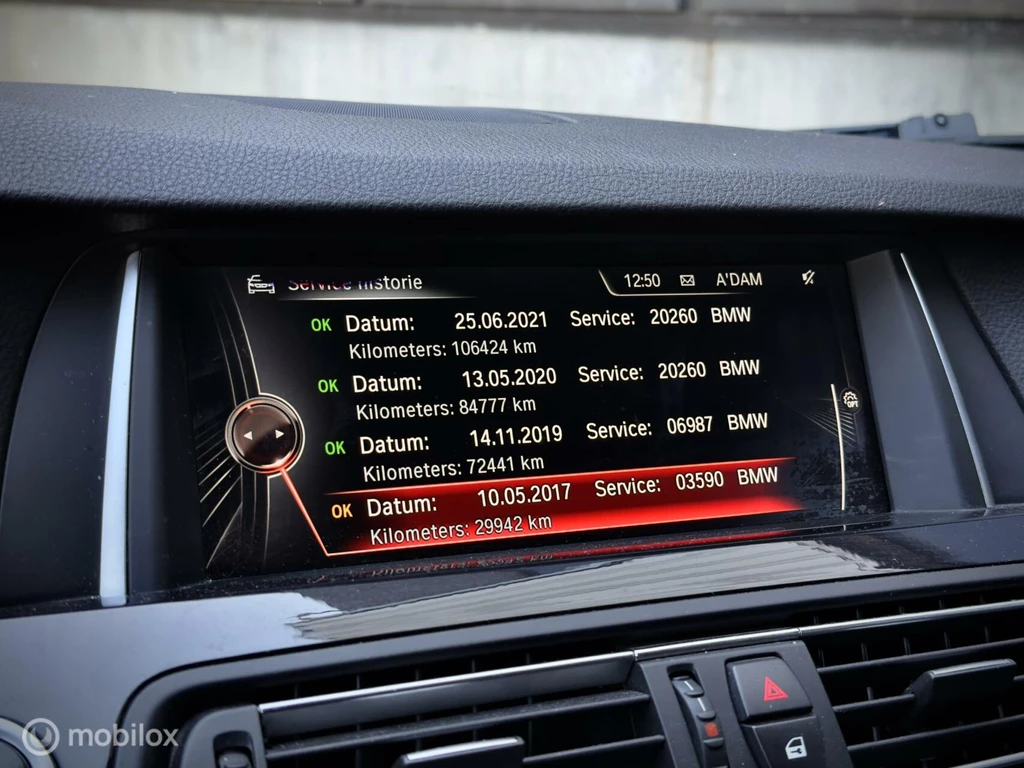 Service historie 12:50 A'DAM
OK Datum: 25.06.2021 Service: 20260 BMW
Kilometers: 106424 km
OK Datum: 13.05.2020 Service: 20260 BMW
Kilometers: 84777 km
OPT
OK Datum: 14.11.2019 Service: 06987 BMW
Kilometers: 72441 km
OK Datum: 10.05.2017 Service: 03590 BMW
Kilometers: 29942 km
mobilox